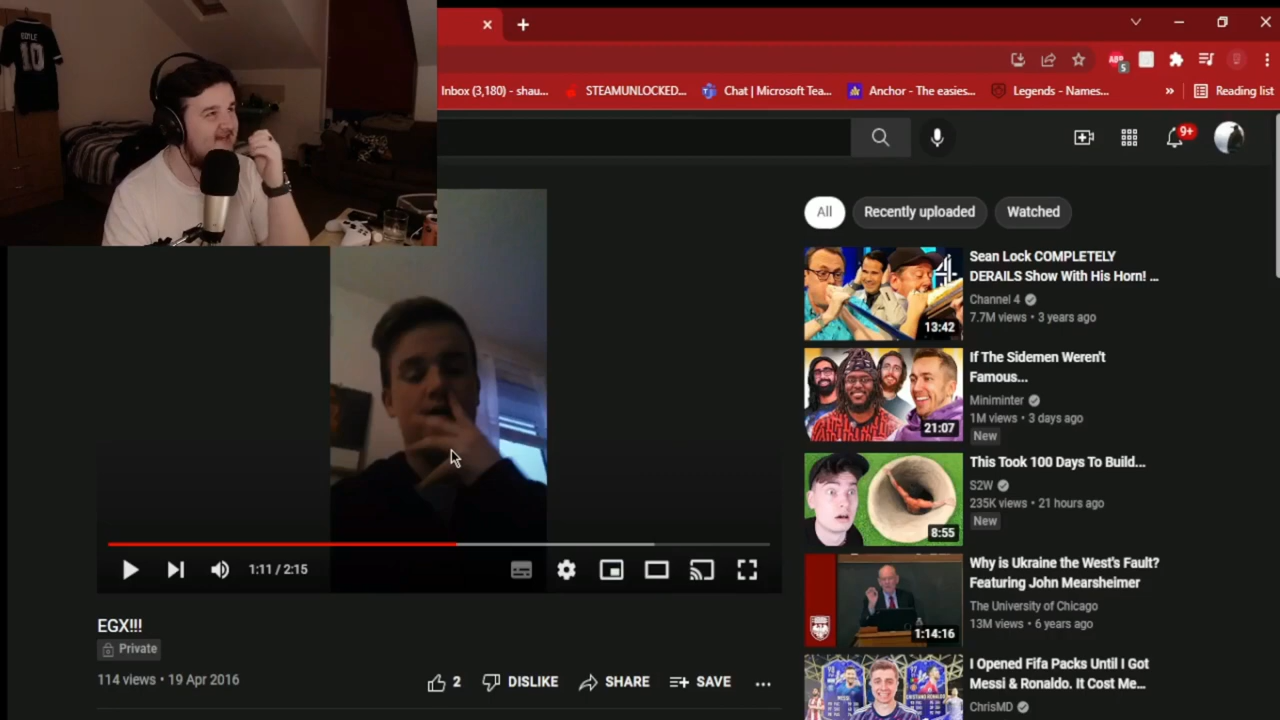 10
Inbox (3,180) - shau...
STEAMUNLOCKED...
Chat | Microsoft Tea...
Anchor - The easies...
Legends - Names...
»
Reading list
ABP
S
9+
All
Recently uploaded
Watched
Sean Lock COMPLETELY
DERAILS Show With His Horn! ...
Channel 4
7.7M views • 3 years ago
13:42
If The Sidemen Weren't
Famous...
Miniminter
1M views • 3 days ago
New
21:07
This Took 100 Days To Build...
S2W
235K views • 21 hours ago
New
8:55
Why is Ukraine the West's Fault?
Featuring John Mearsheimer
The University of Chicago
13M views • 6 years ago
1:14:16
I Opened Fifa Packs Until I Got
Messi & Ronaldo. It Cost Me...
ChrisMD
1:11 / 2:15
EGX!!!
Private
114 views • 19 Apr 2016
2
DISLIKE
SHARE
SAVE
...